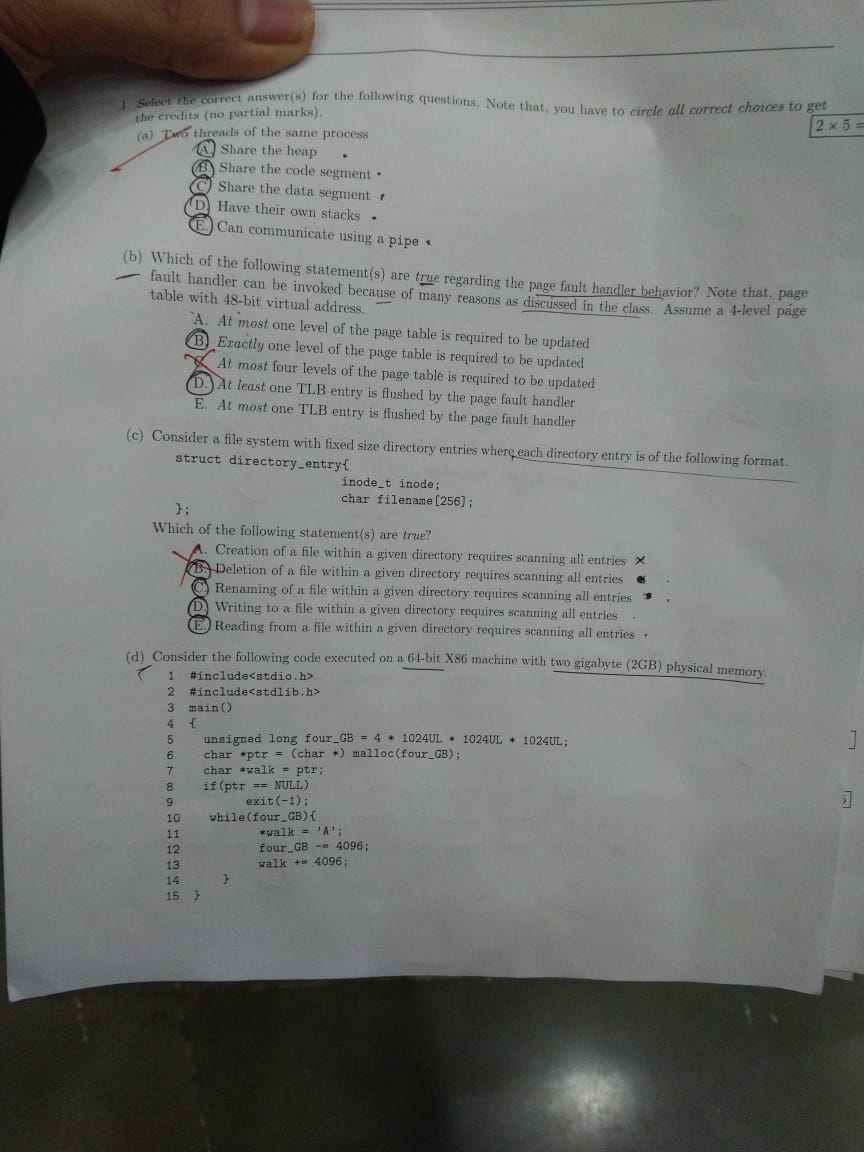 1. Select the correct answer(s) for the following questions. Note that, you have to circle all correct choices to get
the credits (no partial marks).
2 × 5 =
(a) Two threads of the same process
A. Share the heap
B. Share the code segment
C. Share the data segment
D. Have their own stacks
E. Can communicate using a pipe
(b) Which of the following statement(s) are true regarding the page fault handler behavior? Note that, page
fault handler can be invoked because of many reasons as discussed in the class. Assume a 4-level page
table with 48-bit virtual address.
A. At most one level of the page table is required to be updated
B. Exactly one level of the page table is required to be updated
C. At most four levels of the page table is required to be updated
D. At least one TLB entry is flushed by the page fault handler
E. At most one TLB entry is flushed by the page fault handler
(c) Consider a file system with fixed size directory entries where each directory entry is of the following format.
struct directory_entry{
inode_t inode;
char filename[256];
};
Which of the following statement(s) are true?
A. Creation of a file within a given directory requires scanning all entries
B. Deletion of a file within a given directory requires scanning all entries
C. Renaming of a file within a given directory requires scanning all entries
D. Writing to a file within a given directory requires scanning all entries
E. Reading from a file within a given directory requires scanning all entries
(d) Consider the following code executed on a 64-bit X86 machine with two gigabyte (2GB) physical memory.
1 #include<stdio.h>
2 #include<stdlib.h>
3 main()
4 {
5 unsigned long four_GB = 4 * 1024UL * 1024UL * 1024UL;
6 char *ptr = (char *) malloc(four_GB);
7 char *walk = ptr;
8 if(ptr == NULL)
9 exit(-1);
10 while(four_GB){
11 *walk = 'A';
12 four_GB -= 4096;
13 walk += 4096;
14 }
15 }